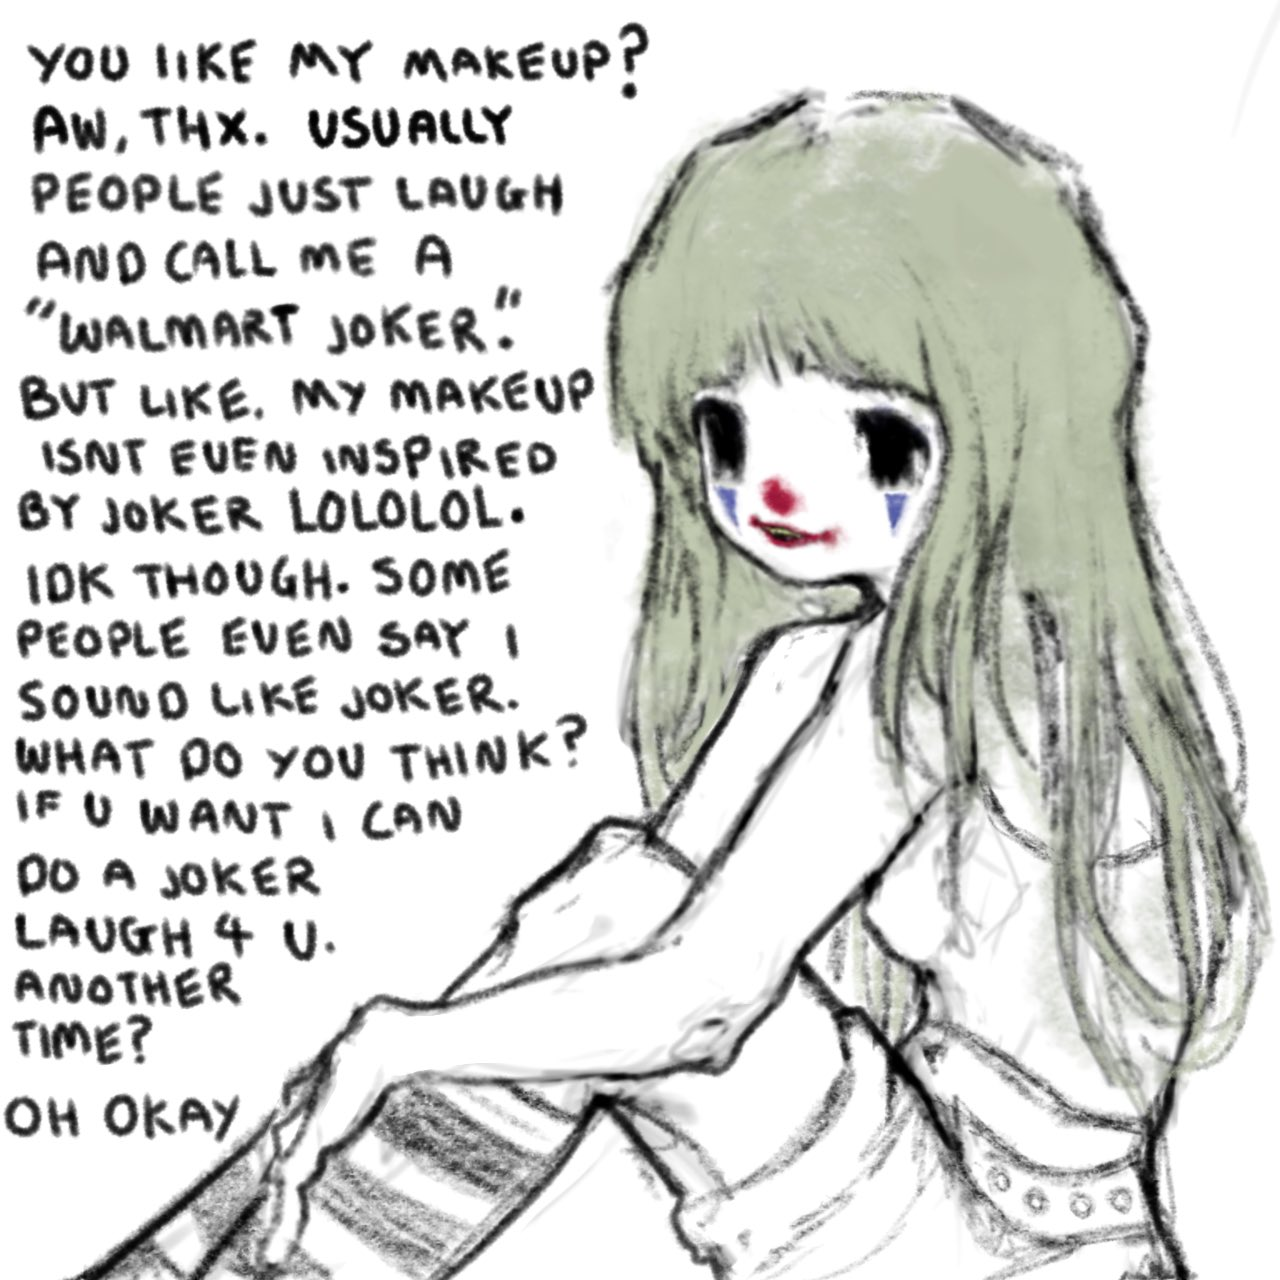 YOU LIKE MY MAKEUP?
AW, THX. USUALLY
PEOPLE JUST LAUGH
AND CALL ME A
"WALMART JOKER."
BUT LIKE, MY MAKEUP
ISNT EVEN INSPIRED
BY JOKER LOLOLOL.
IDK THOUGH. SOME
PEOPLE EVEN SAY I
SOUND LIKE JOKER.
WHAT DO YOU THINK?
IF U WANT I CAN
DO A JOKER
LAUGH 4 U.
ANOTHER
TIME?
OH OKAY